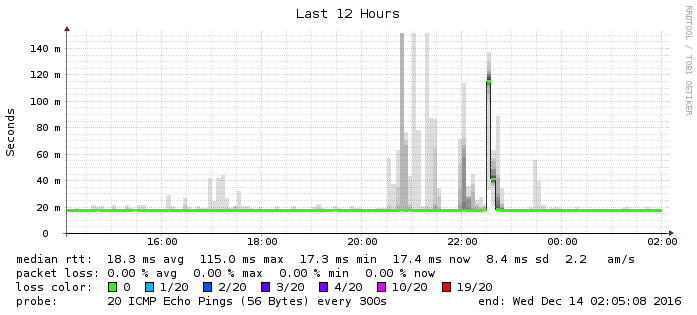 Last 12 Hours
RRDTOOL / TOBI OETIKER
Seconds
140 m
120 m
100 m
80 m
60 m
40 m
20 m
0
16:00 18:00 20:00 22:00 00:00 02:00
median rtt: 18.3 ms avg 115.0 ms max 17.3 ms min 17.4 ms now 8.4 ms sd 2.2 am/s
packet loss: 0.00 % avg 0.00 % max 0.00 % min 0.00 % now
loss color: 0 1/20 2/20 3/20 4/20 10/20 19/20
probe: 20 ICMP Echo Pings (56 Bytes) every 300s end: Wed Dec 14 02:05:08 2016